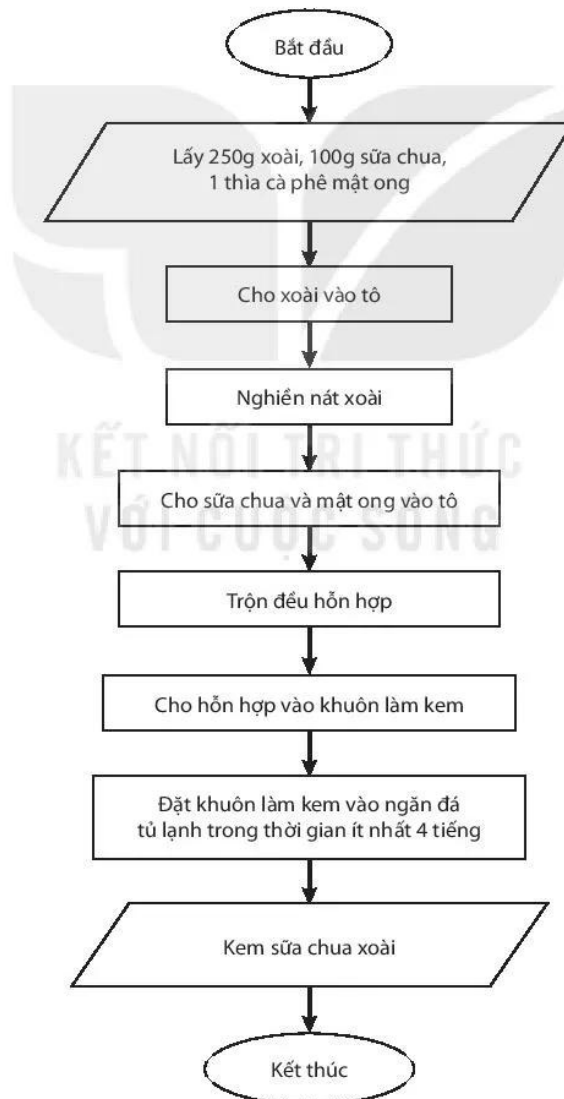 Bắt đầu
Lấy 250g xoài, 100g sữa chua,
1 thìa cà phê mật ong
Cho xoài vào tô
Nghiền nát xoài
KẾT NỐI TRI THỨC
Cho sữa chua và mật ong vào tô
VỚI CUỘC SỐNG
Trộn đều hỗn hợp
Cho hỗn hợp vào khuôn làm kem
Đặt khuôn làm kem vào ngăn đá
tủ lạnh trong thời gian ít nhất 4 tiếng
Kem sữa chua xoài
Kết thúc